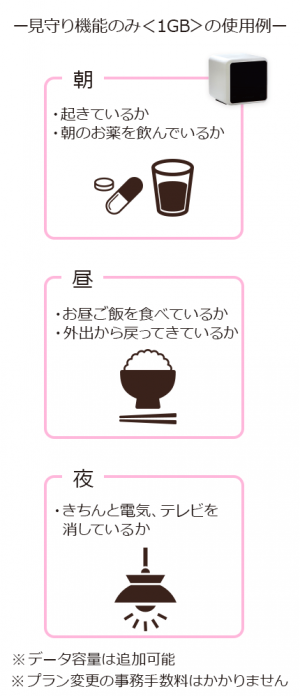 ー見守り機能のみ＜1GB＞の使用例ー
朝
・起きているか
・朝のお薬を飲んでいるか
昼
・お昼ご飯を食べているか
・外出から戻ってきているか
夜
・きちんと電気、テレビを
消しているか
※データ容量は追加可能
※プラン変更の事務手数料はかかりません